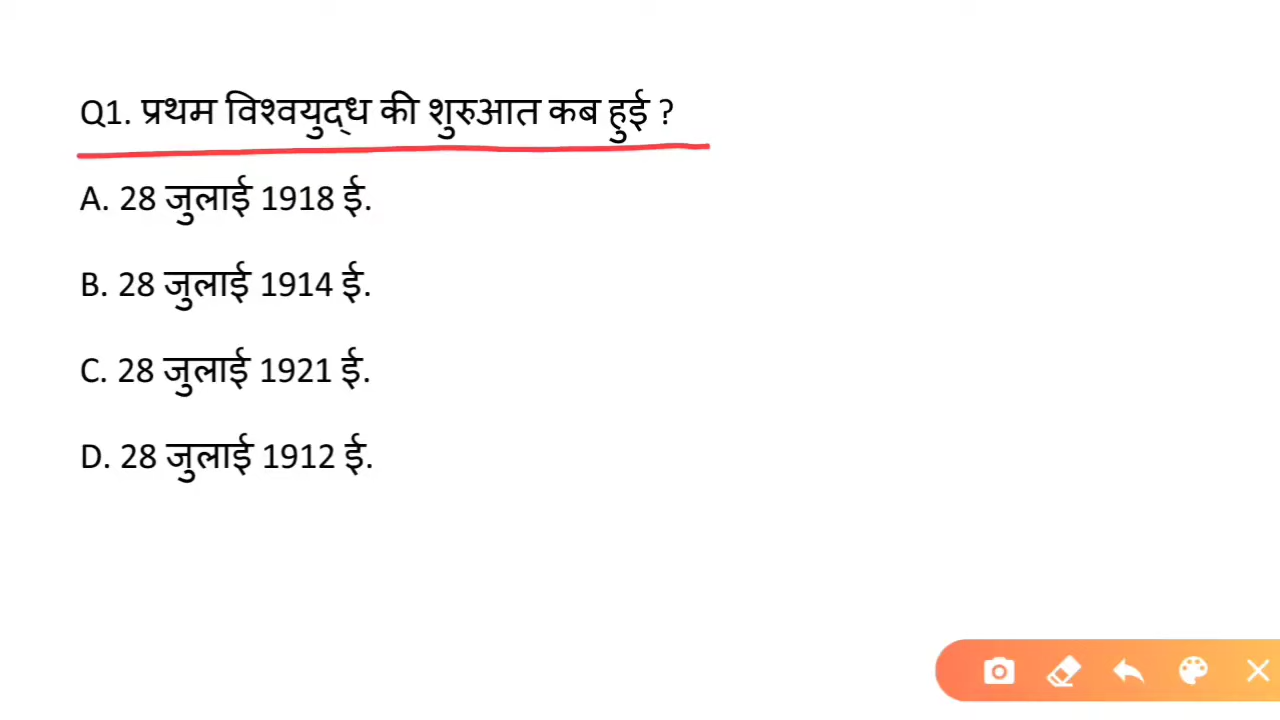 Q1. प्रथम विश्वयुद्ध की शुरुआत कब हुई ?
A. 28 जुलाई 1918 ई.
B. 28 जुलाई 1914 ई.
C. 28 जुलाई 1921 ई.
D. 28 जुलाई 1912 ई.